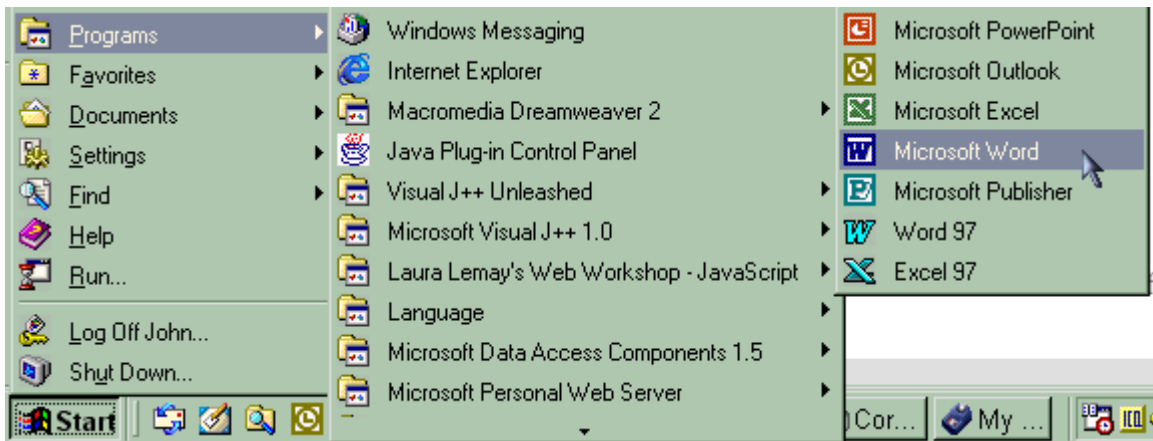 Programs
Favorites
Documents
Settings
Find
Help
Run...
Log Off John...
Shut Down...
Start
Windows Messaging
Internet Explorer
Macromedia Dreamweaver 2
Java Plug-in Control Panel
Visual J++ Unleashed
Microsoft Visual J++ 1.0
Laura Lemay's Web Workshop - JavaScript
Language
Microsoft Data Access Components 1.5
Microsoft Personal Web Server
Microsoft PowerPoint
Microsoft Outlook
Microsoft Excel
Microsoft Word
Microsoft Publisher
Word 97
Excel 97
Cor...
My ...